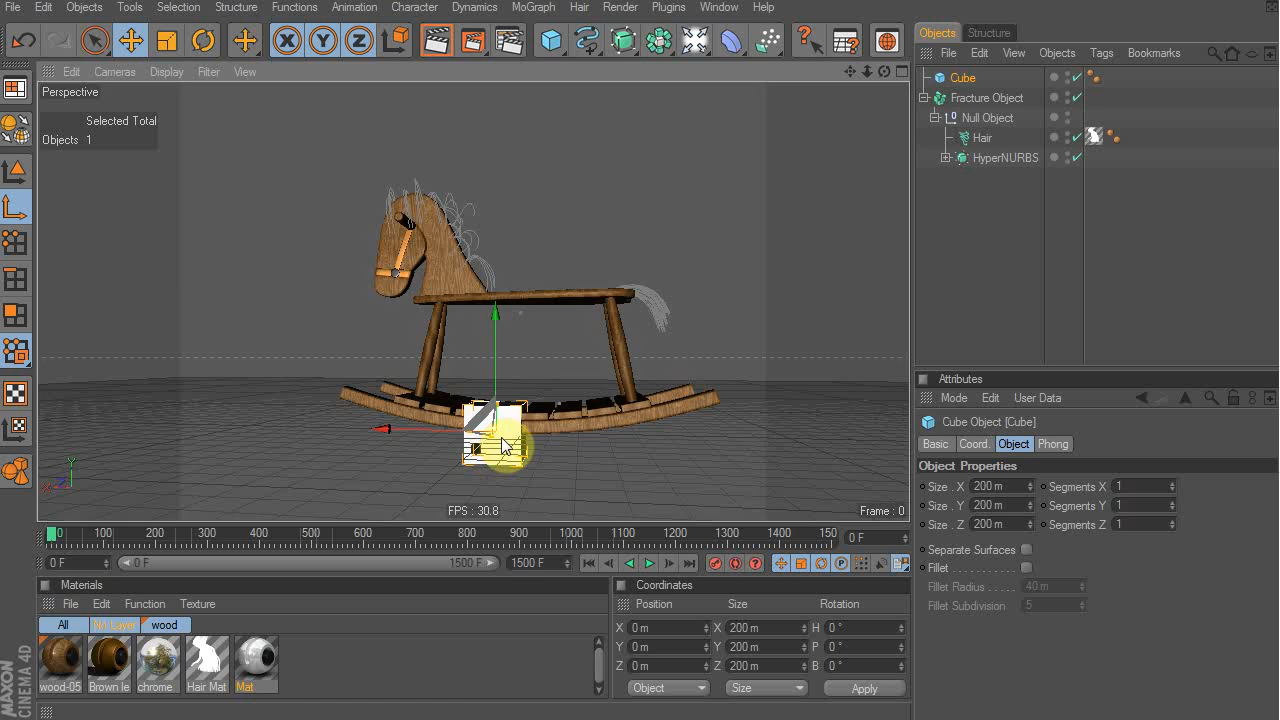 File Edit Objects Tools Selection Structure Functions Animation Character Dynamics MoGraph Hair Render Plugins Window Help
Objects Structure
X Y Z
Edit Cameras Display Filter View
File Edit View Objects Tags Bookmarks
Perspective
Cube
Fracture Object
Selected Total
Null Object
Objects 1
Hair
HyperNURBS
Attributes
Mode Edit User Data
Cube Object [Cube]
Basic Coord. Object Phong
Object Properties
Size . X 200 m Segments X 1
Size . Y 200 m Segments Y 1
Size . Z 200 m Segments Z 1
FPS : 30.8
Frame : 0
0 100 200 300 400 500 600 700 800 900 1000 1100 1200 1300 1400 150
0 F
Separate Surfaces
0 F 0 F 1500 F 1500 F
Fillet
Fillet Radius . . . . . 40 m
Fillet Subdivision 5
Materials
Coordinates
File Edit Function Texture
Position Size Rotation
All No Layer wood
X 0 m X 200 m H 0 °
Y 0 m Y 200 m P 0 °
Z 0 m Z 200 m B 0 °
wood-05 Brown le chrome Hair Mat Mat
Object Size Apply
MAXON
CINEMA 4D